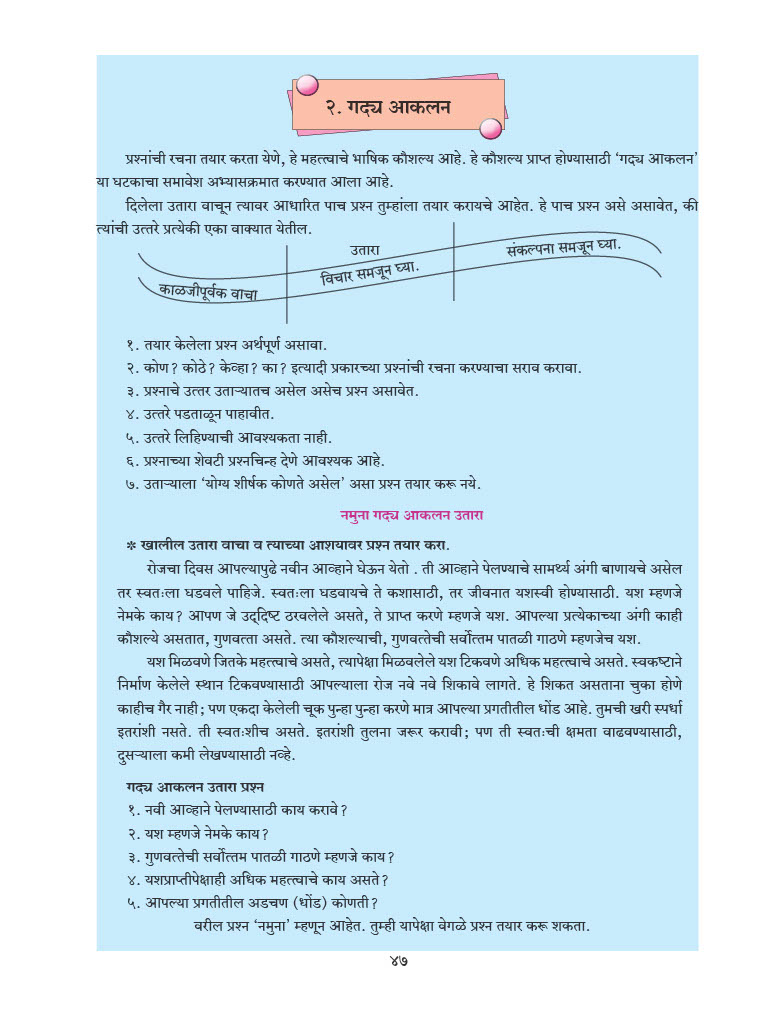 २. गद्य आकलन
प्रश्नांची रचना तयार करता येणे, हे महत्त्वाचे भाषिक कौशल्य आहे. हे कौशल्य प्राप्त होण्यासाठी ‘गद्य आकलन’
या घटकाचा समावेश अभ्यासक्रमात करण्यात आला आहे.
दिलेला उतारा वाचून त्यावर आधारित पाच प्रश्न तुम्हांला तयार करायचे आहेत. हे पाच प्रश्न असे असावेत, की
त्यांची उत्तरे प्रत्येकी एका वाक्यात येतील.
उतारा
काळजीपूर्वक वाचा
विचार समजून घ्या.
संकल्पना समजून घ्या.
१. तयार केलेला प्रश्न अर्थपूर्ण असावा.
२. कोण? कोठे? केव्हा? का? इत्यादी प्रकारच्या प्रश्नांची रचना करण्याचा सराव करावा.
३. प्रश्नाचे उत्तर उताऱ्यातच असेल असेच प्रश्न असावेत.
४. उत्तरे पडताळून पाहावीत.
५. उत्तरे लिहिण्याची आवश्यकता नाही.
६. प्रश्नाच्या शेवटी प्रश्नचिन्ह देणे आवश्यक आहे.
७. उताऱ्याला ‘योग्य शीर्षक कोणते असेल’ असा प्रश्न तयार करू नये.
नमुना गद्य आकलन उतारा
* खालील उतारा वाचा व त्याच्या आशयावर प्रश्न तयार करा.
रोजचा दिवस आपल्यापुढे नवीन आव्हाने घेऊन येतो . ती आव्हाने पेलण्याचे सामर्थ्य अंगी बाणायचे असेल
तर स्वतःला घडवले पाहिजे. स्वतःला घडवायचे ते कशासाठी, तर जीवनात यशस्वी होण्यासाठी. यश म्हणजे
नेमके काय? आपण जे उद्दिष्ट ठरवलेले असते, ते प्राप्त करणे म्हणजे यश. आपल्या प्रत्येकाच्या अंगी काही
कौशल्ये असतात, गुणवत्ता असते. त्या कौशल्याची, गुणवत्तेची सर्वोत्तम पातळी गाठणे म्हणजेच यश.
यश मिळवणे जितके महत्त्वाचे असते, त्यापेक्षा मिळवलेले यश टिकवणे अधिक महत्त्वाचे असते. स्वकष्टाने
निर्माण केलेले स्थान टिकवण्यासाठी आपल्याला रोज नवे नवे शिकावे लागते. हे शिकत असताना चुका होणे
काहीच गैर नाही; पण एकदा केलेली चूक पुन्हा पुन्हा करणे मात्र आपल्या प्रगतीतील धोंड आहे. तुमची खरी स्पर्धा
इतरांशी नसते. ती स्वतःशीच असते. इतरांशी तुलना जरूर करावी; पण ती स्वतःची क्षमता वाढवण्यासाठी,
दुसऱ्याला कमी लेखण्यासाठी नव्हे.
गद्य आकलन उतारा प्रश्न
१. नवी आव्हाने पेलण्यासाठी काय करावे?
२. यश म्हणजे नेमके काय?
३. गुणवत्तेची सर्वोत्तम पातळी गाठणे म्हणजे काय?
४. यशप्राप्तीपेक्षाही अधिक महत्त्वाचे काय असते?
५. आपल्या प्रगतीतील अडचण (धोंड) कोणती?
वरील प्रश्न ‘नमुना’ म्हणून आहेत. तुम्ही यापेक्षा वेगळे प्रश्न तयार करू शकता.
४७